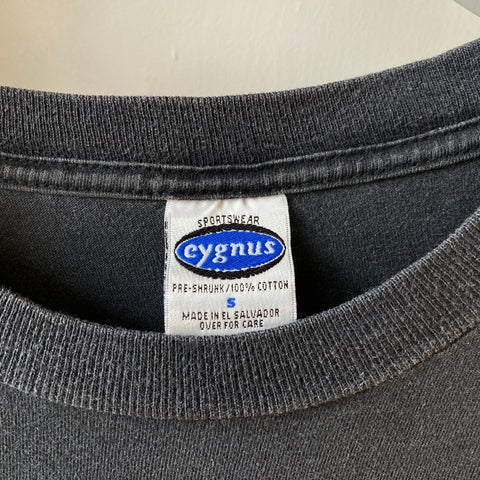 SPORTSWEAR
cygnus
PRE-SHRUNK/100% COTTON
S
MADE IN EL SALVADOR
OVER FOR CARE